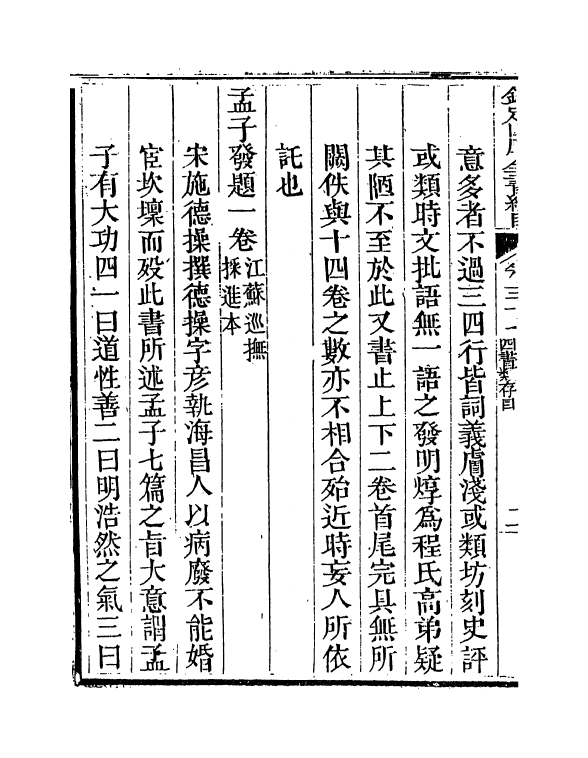 欽定四庫全書總目 卷三十七 四書類存目 二
意多者不過三四行皆詞義膚淺或類坊刻史評
或類時文批語無一語之發明焞為程氏高弟疑
其陋不至於此又書止上下二卷首尾完具無所
闕佚與十四卷之數亦不相合殆近時妄人所依
託也
孟子發題一卷 江蘇巡撫
採進本
宋施德操撰德操字彥執海昌人以病廢不能婚
宦坎壈而歿此書所述孟子七篇之旨大意謂孟
子有大功四一曰道性善二曰明浩然之氣三曰